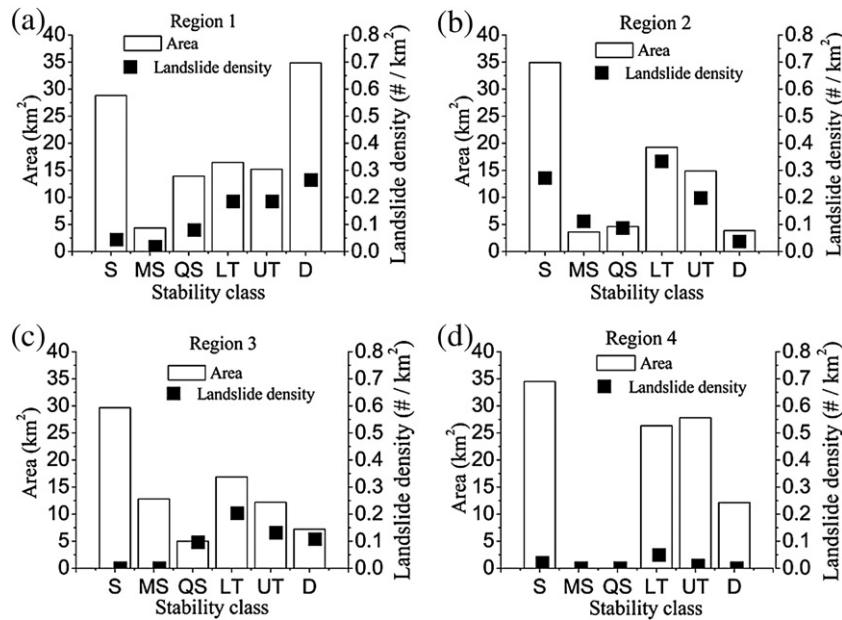 (a)
Region 1
Area
Landslide density
Area (km²)
40
35
30
25
20
15
10
5
0
0.8
0.7
0.6
0.5
0.4
0.3
0.2
0.1
0.0
Landslide density (# / km²)
S MS QS LT UT D
Stability class
(b)
Region 2
Area
Landslide density
Area (km²)
40
35
30
25
20
15
10
5
0
0.8
0.7
0.6
0.5
0.4
0.3
0.2
0.1
0.0
Landslide density (# / km²)
S MS QS LT UT D
Stability class
(c)
Region 3
Area
Landslide density
Area (km²)
40
35
30
25
20
15
10
5
0
0.8
0.7
0.6
0.5
0.4
0.3
0.2
0.1
0.0
Landslide density (# / km²)
S MS QS LT UT D
Stability class
(d)
Region 4
Area
Landslide density
Area (km²)
40
35
30
25
20
15
10
5
0
0.8
0.7
0.6
0.5
0.4
0.3
0.2
0.1
0.0
Landslide density (# / km²)
S MS QS LT UT D
Stability class